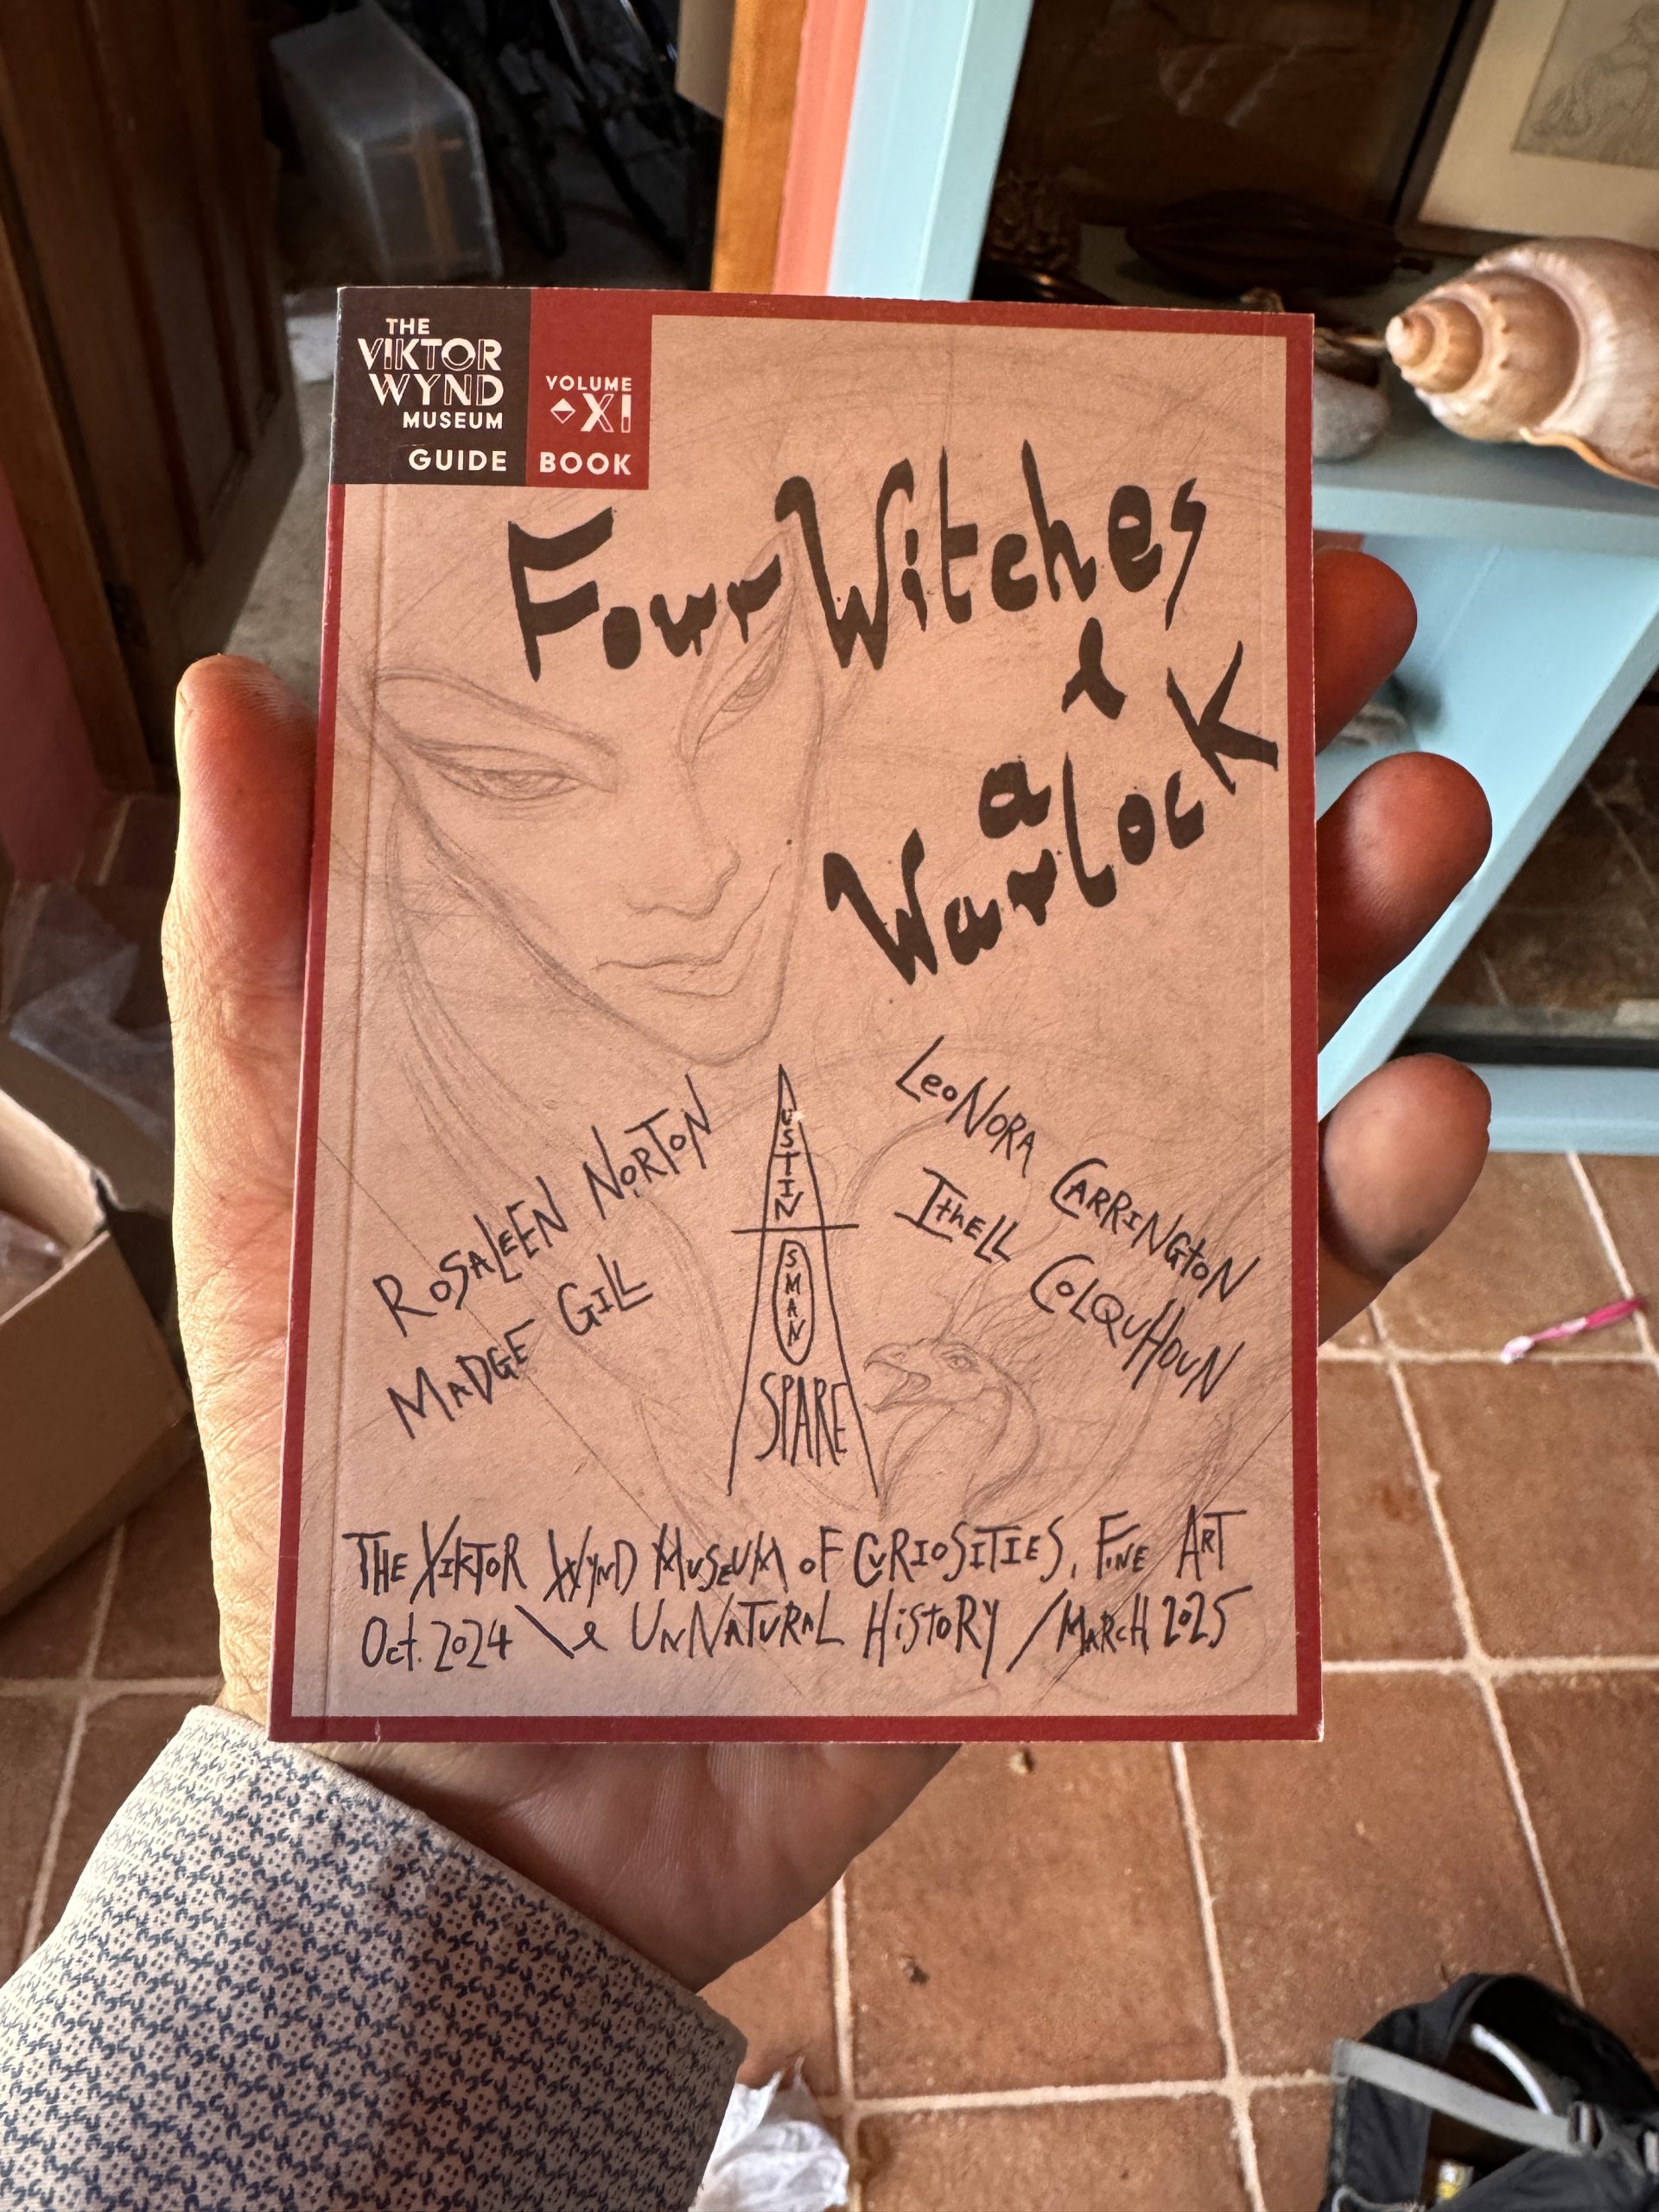 THE
VIKTOR
WYND
MUSEUM
GUIDE
VOLUME
XI
BOOK
Four Witches
&
a
Warlock
ROSALEEN NORTON
MADGE GILL
AUSTIN
OSMAN
SPARE
LEONORA CARRINGTON
IthELL COLQUHOUN
THE VIKTOR WYND MUSEUM OF CURIOSITIES, FINE ART
Oct. 2024 \ & UNNATURAL HISTORY / MARCH 2025